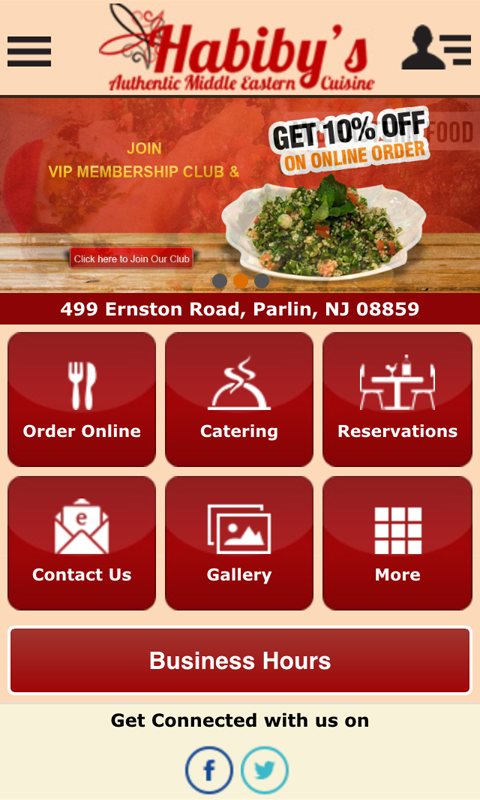 Habiby's
Authentic Middle Eastern Cuisine
JOIN
VIP MEMBERSHIP CLUB &
GET 10% OFF
ON ONLINE ORDER
FOOD
Click here to Join Our Club
499 Ernston Road, Parlin, NJ 08859
Order Online
Catering
Reservations
Contact Us
Gallery
More
Business Hours
Get Connected with us on